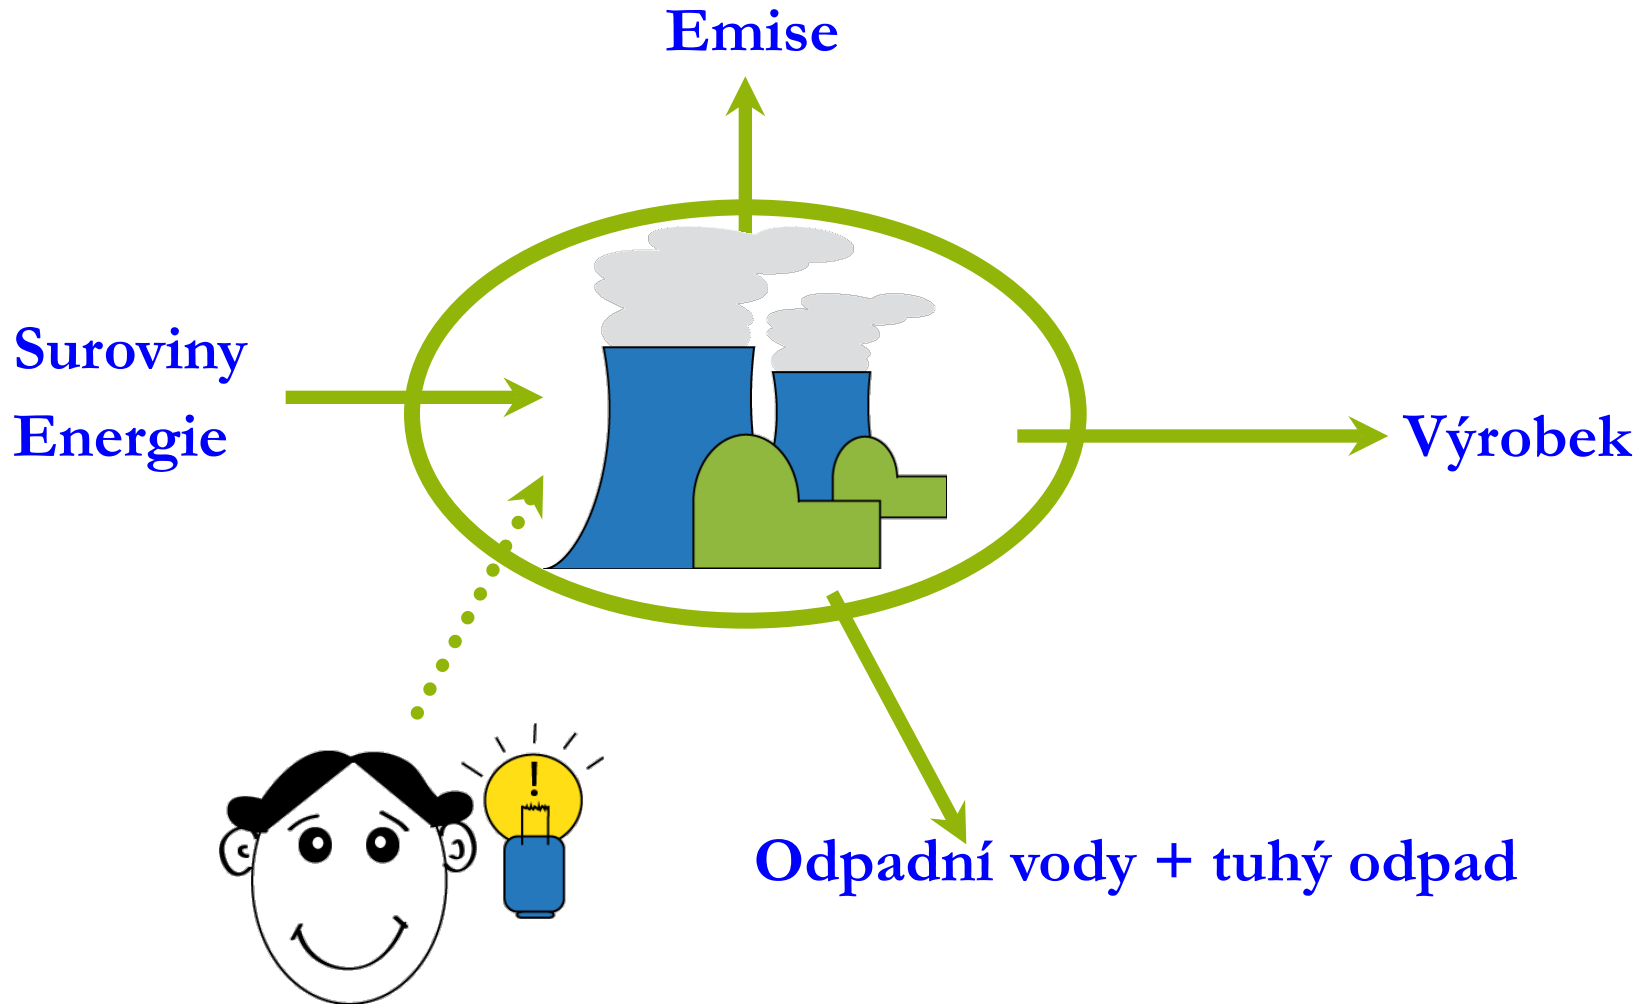 Emise
Suroviny
Energie
Výrobek
!
Odpadní vody + tuhý odpad